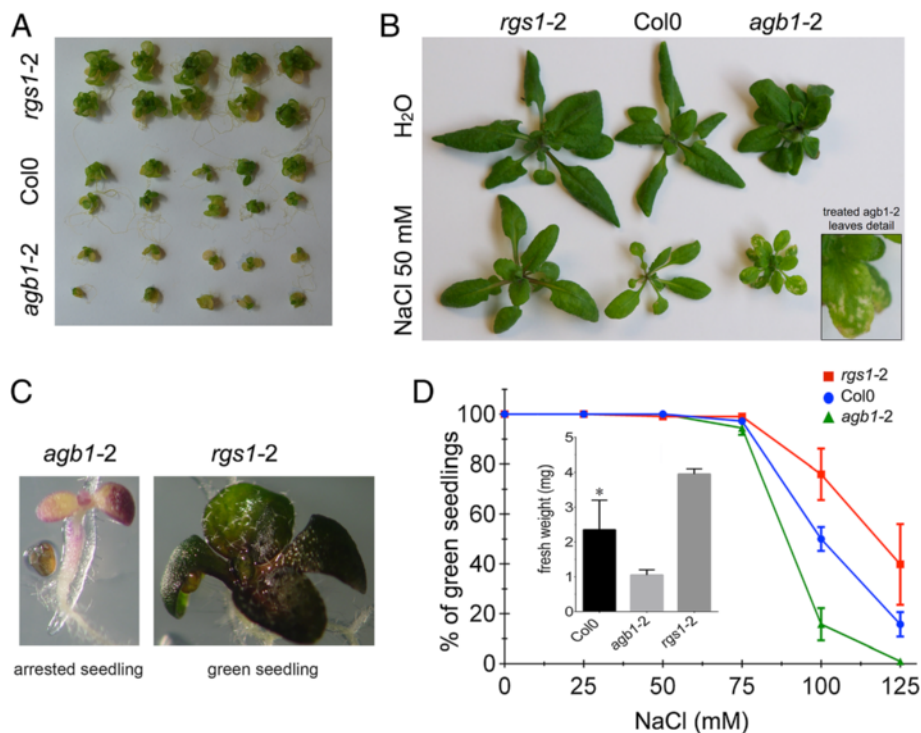 A
rgs1-2
Col0
agb1-2
B
rgs1-2 Col0 agb1-2
H₂O
NaCl 50 mM
treated agb1-2
leaves detail
C
agb1-2 rgs1-2
arrested seedling green seedling
D
rgs1-2
Col0
agb1-2
% of green seedlings
100
80
60
40
20
0
fresh weight (mg)
5
4
3
2
1
0
*
Col0 agb1-2 rgs1-2
0 25 50 75 100 125
NaCl (mM)